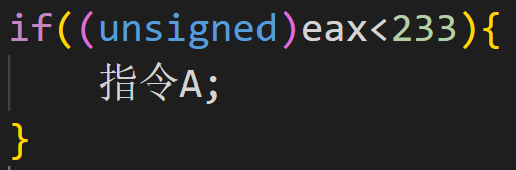 if((unsigned)eax<233){
    指令A;
}